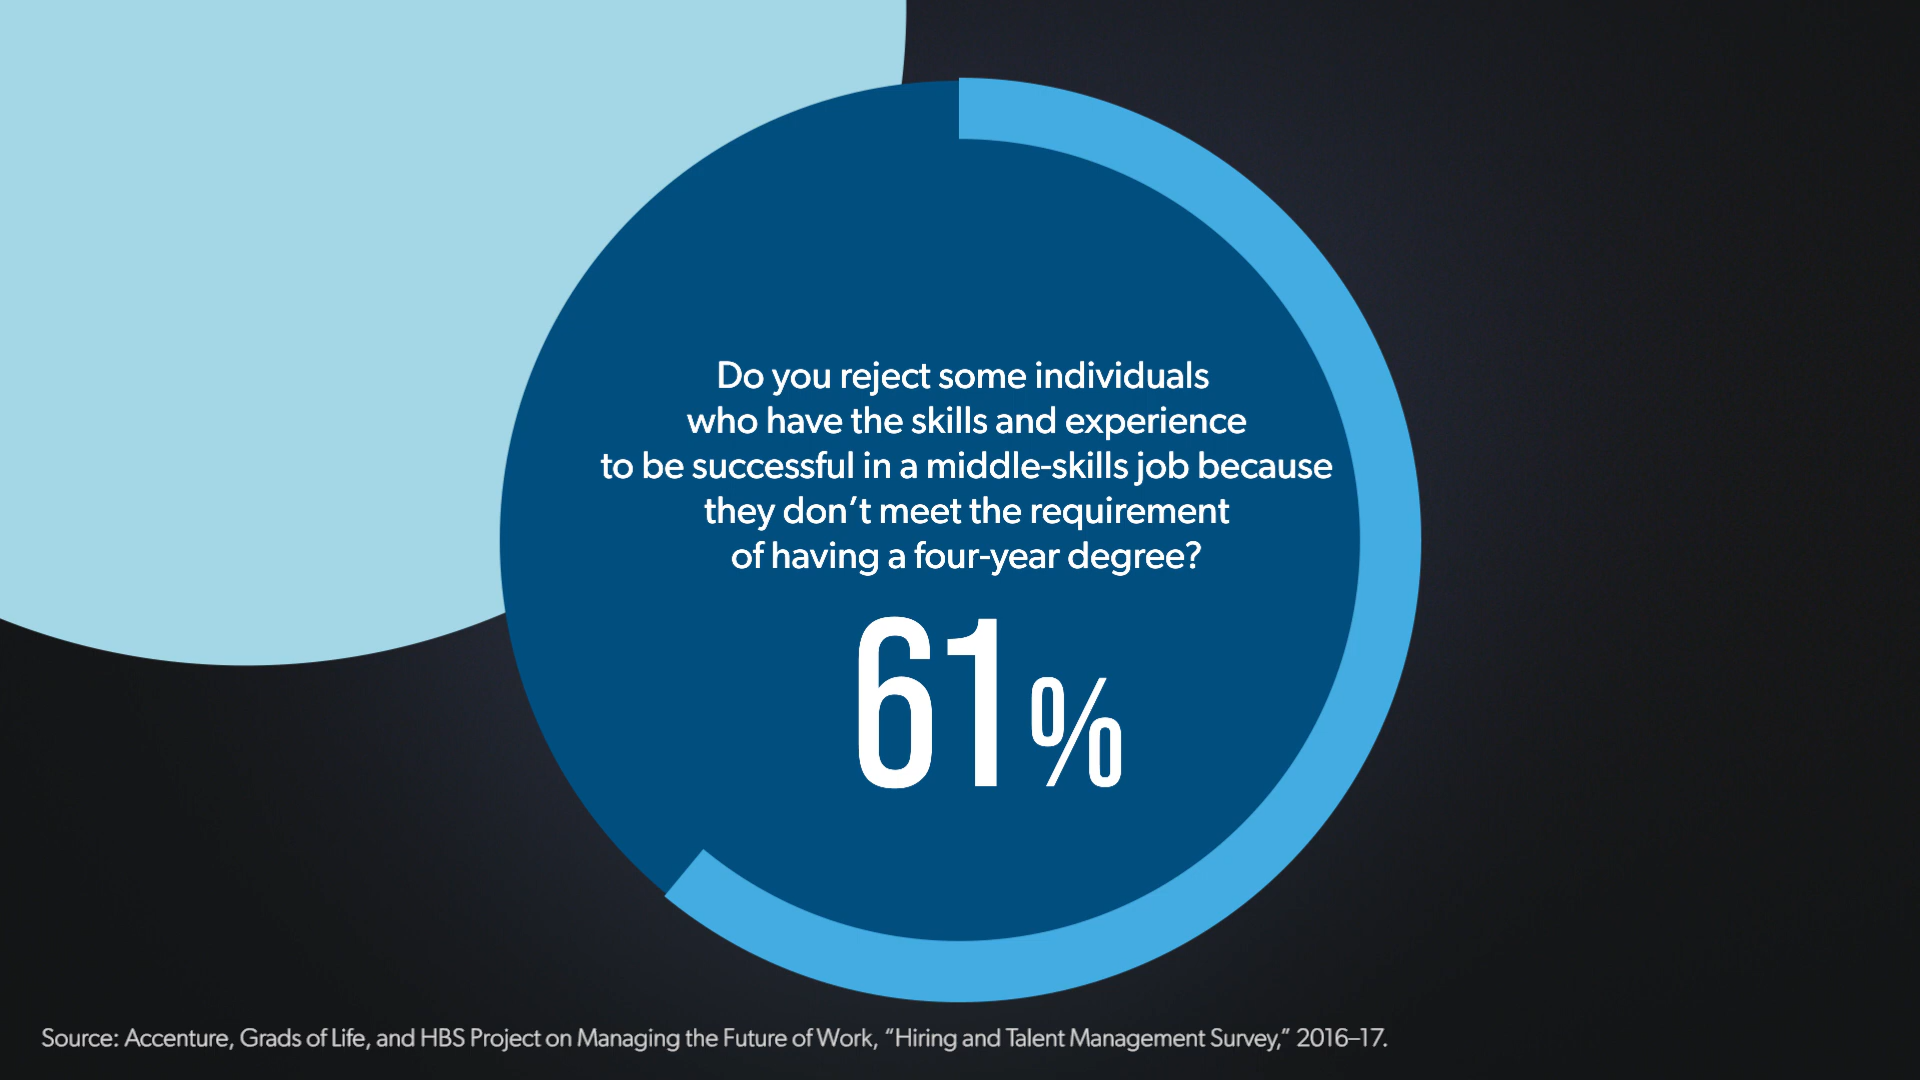 Do you reject some individuals
who have the skills and experience
to be successful in a middle-skills job because
they don’t meet the requirement
of having a four-year degree?
61%
Source: Accenture, Grads of Life, and HBS Project on Managing the Future of Work, “Hiring and Talent Management Survey,” 2016–17.